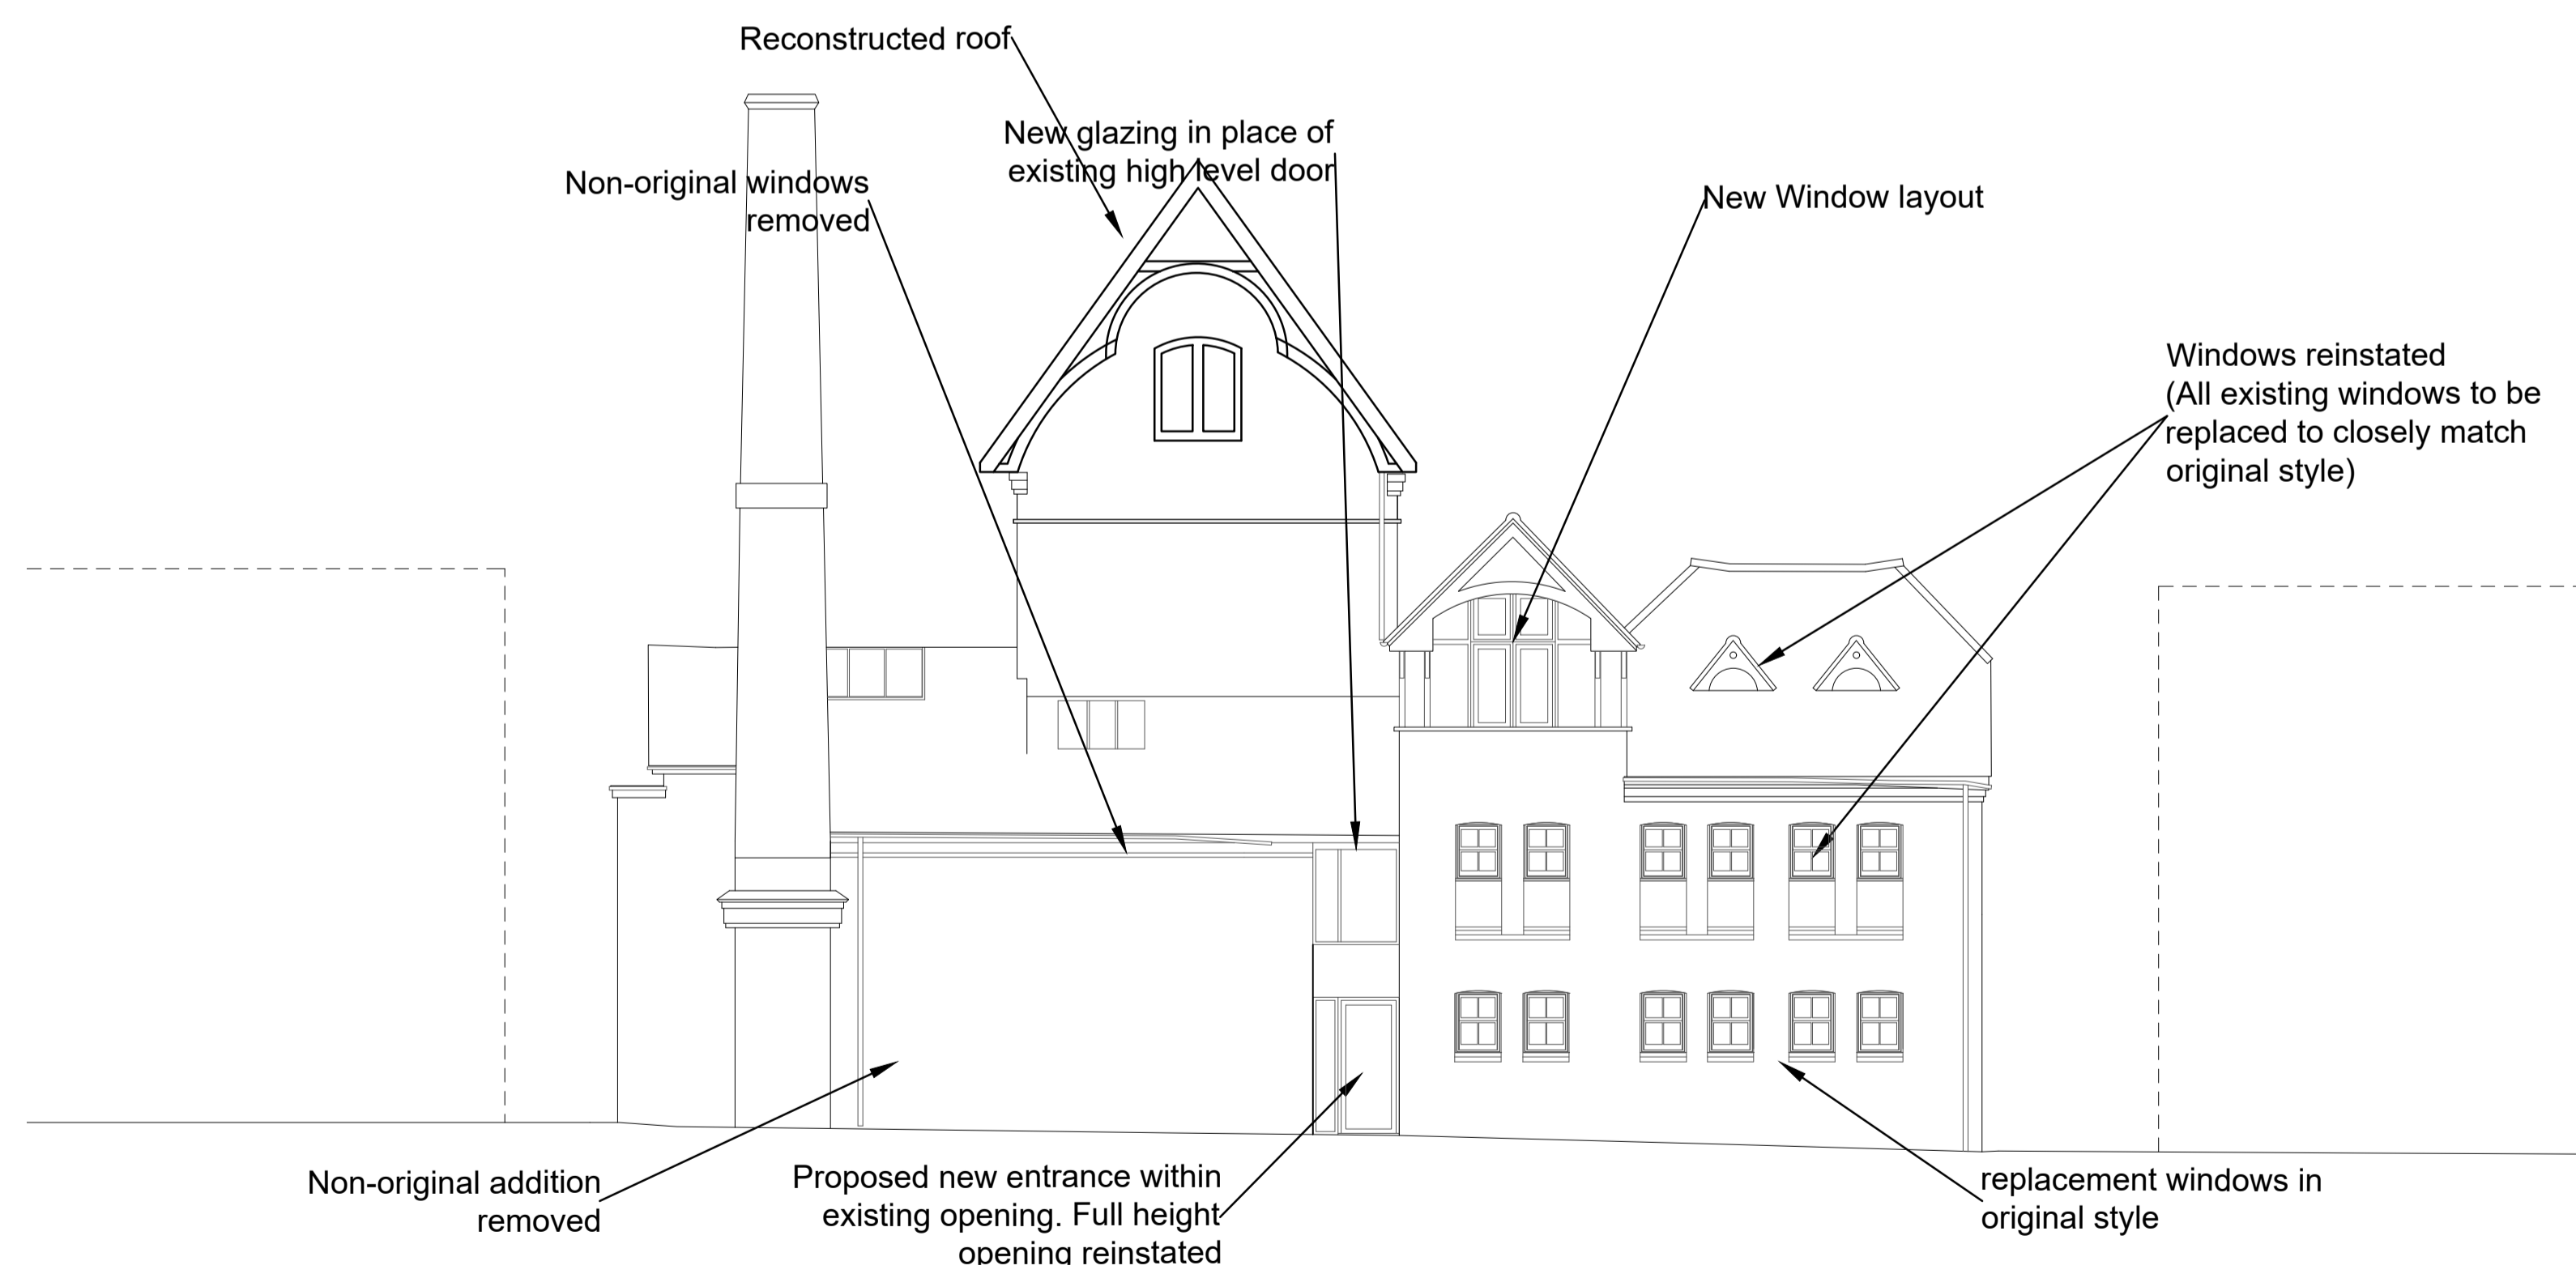 Reconstructed roof
New glazing in place of
existing high level door
Non-original windows
removed
New Window layout
Windows reinstated
(All existing windows to be
replaced to closely match
original style)
Non-original addition
removed
Proposed new entrance within
existing opening. Full height
opening reinstated
replacement windows in
original style